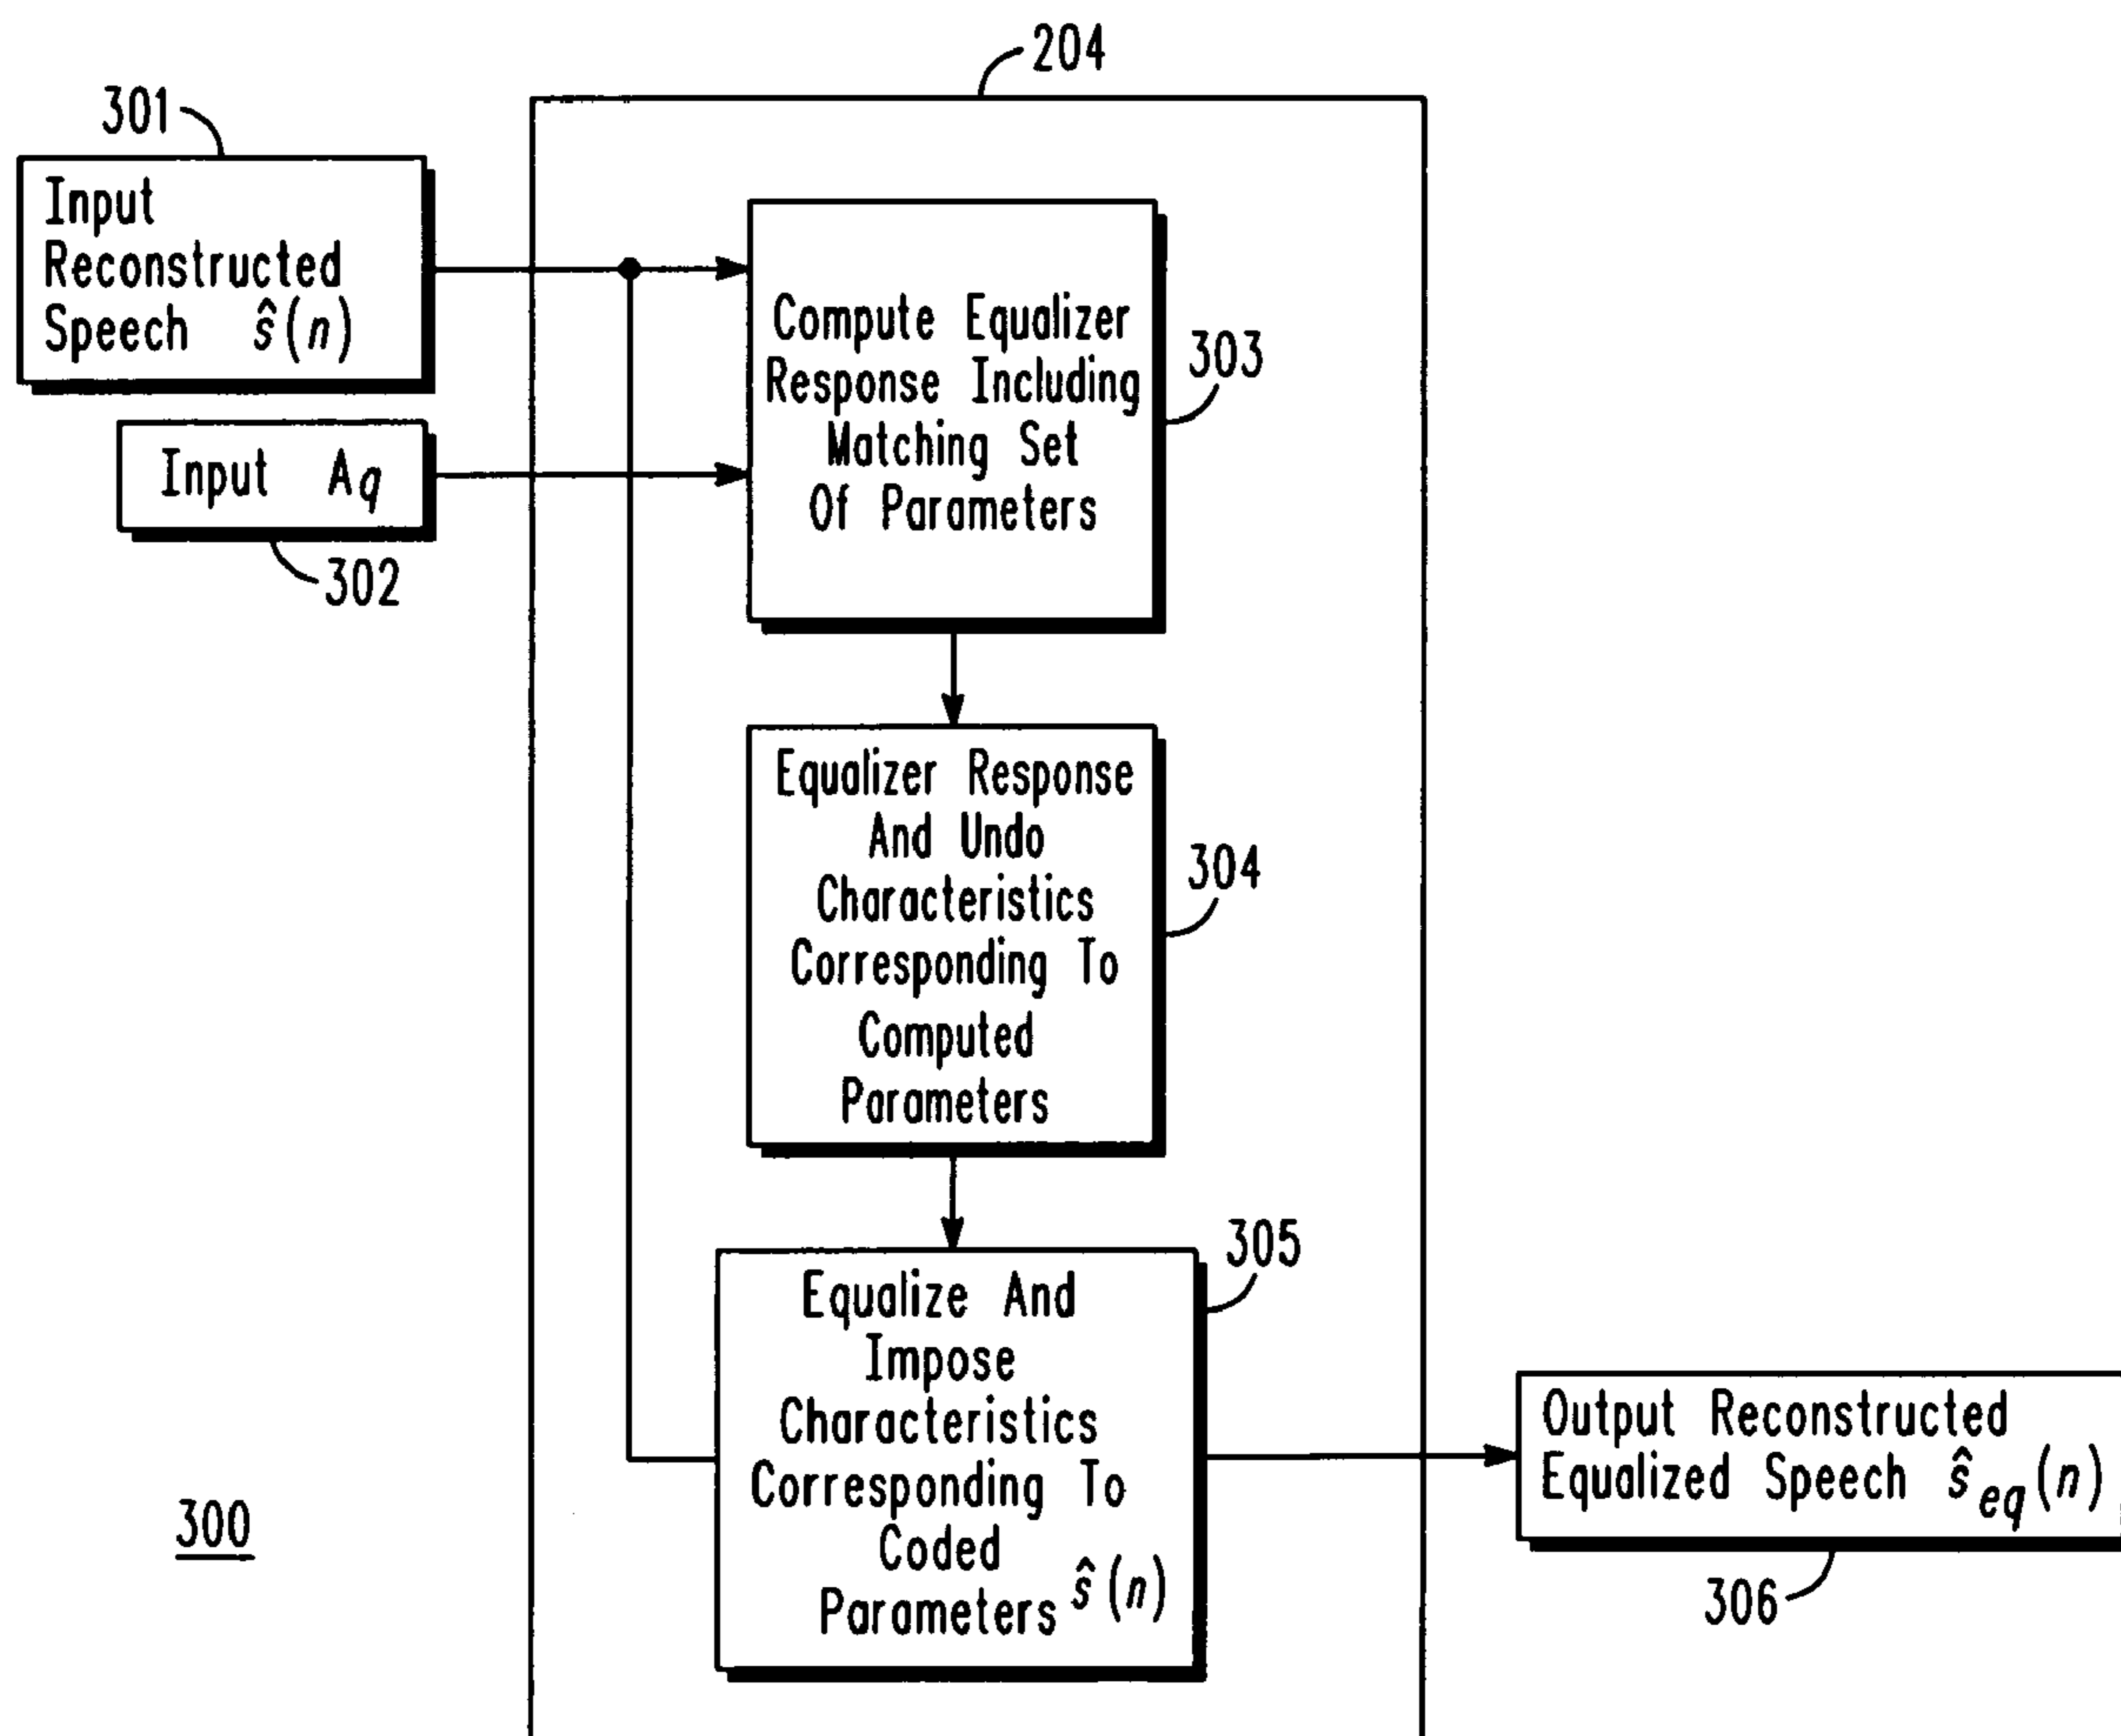 204
301
Input
Reconstructed
Speech ŝ(n)
Input Aq
302
Compute Equalizer
Response Including
Matching Set
Of Parameters
303
Equalizer Response
And Undo
Characteristics
Corresponding To
Computed
Parameters
304
Equalize And
Impose
Characteristics
Corresponding To
Coded
Parameters ŝ(n)
305
Output Reconstructed
Equalized Speech ŝeq(n)
306
300